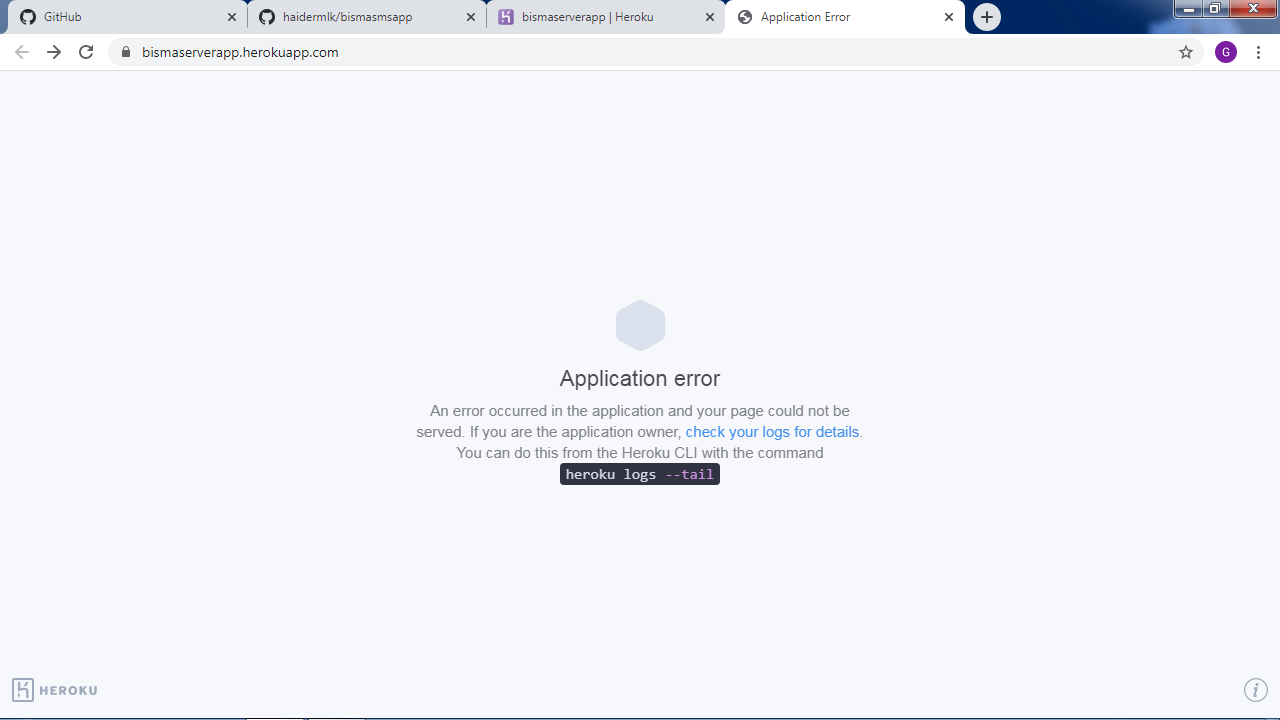 GitHub
haidermlk/bismasmsapp
bismaserverapp | Heroku
Application Error
bismaserverapp.herokuapp.com
G
Application error
An error occurred in the application and your page could not be
served. If you are the application owner, check your logs for details.
You can do this from the Heroku CLI with the command
heroku logs --tail
HEROKU
i